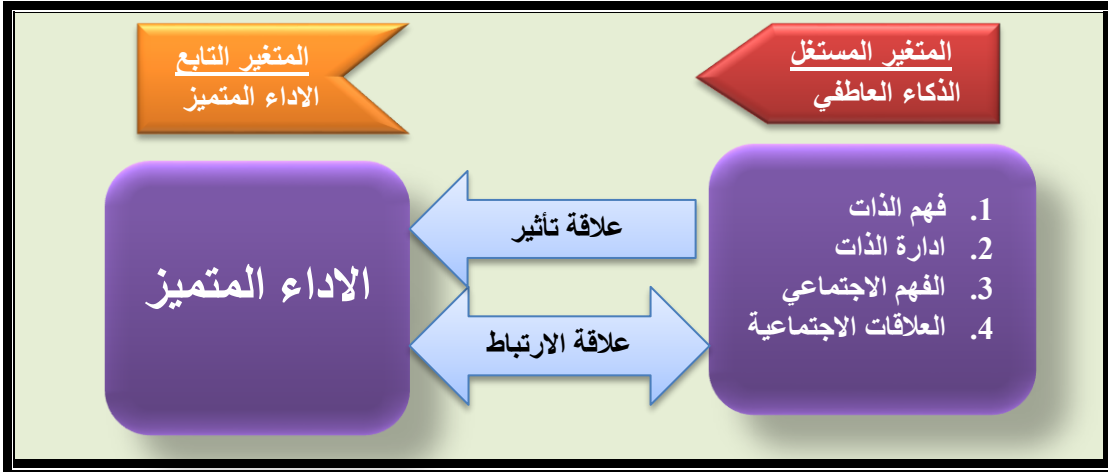 المتغير المستغل
الذكاء العاطفي
المتغير التابع
الاداء المتميز
1. فهم الذات
2. ادارة الذات
3. الفهم الاجتماعي
4. العلاقات الاجتماعية
علاقة تأثير
علاقة الارتباط
الاداء المتميز